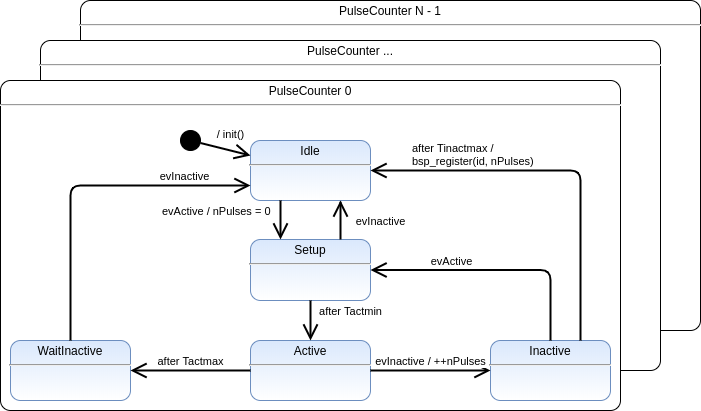 PulseCounter N - 1
PulseCounter ...
PulseCounter 0
/ init()
Idle
after Tinactmax /
bsp_register(id, nPulses)
evInactive
evActive / nPulses = 0
evInactive
Setup
evActive
after Tactmin
WaitInactive
after Tactmax
Active
evInactive / ++nPulses
Inactive